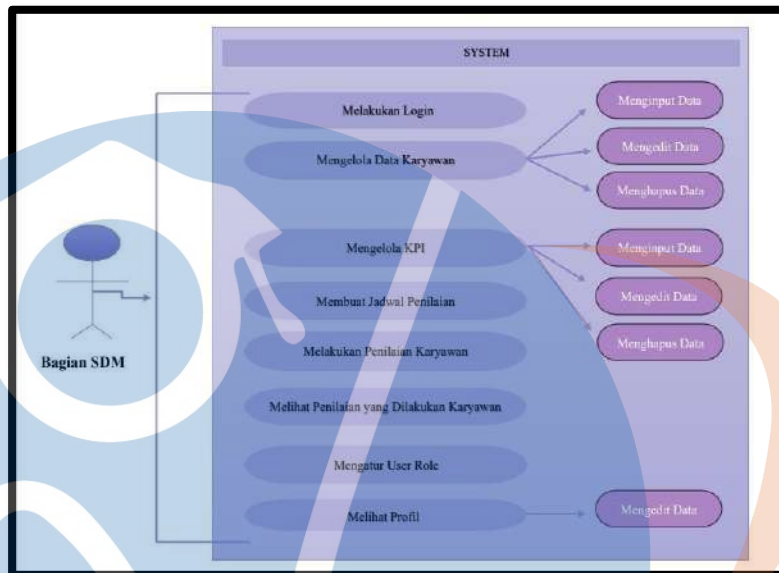 SYSTEM
Melakukan Login
Menginput Data
Mengelola Data Karyawan
Mengedit Data
Menghapus Data
Mengelola KPI
Menginput Data
Membuat Jadwal Penilaian
Mengedit Data
Melakukan Penilaian Karyawan
Menghapus Data
Bagian SDM
Melihat Penilaian yang Dilakukan Karyawan
Mengatur User Role
Melihat Profil
Mengedit Data